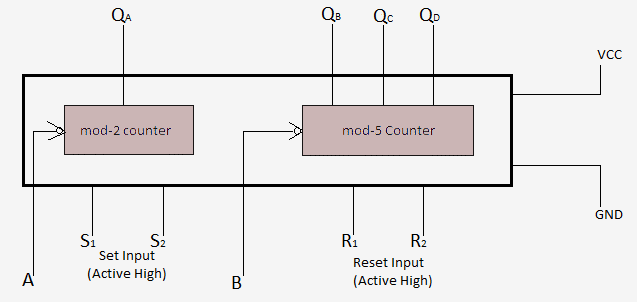 QA
QB QC QD
VCC
mod-2 counter
mod-5 Counter
GND
S1 S2
R1 R2
Set Input
(Active High)
Reset Input
(Active High)
A
B